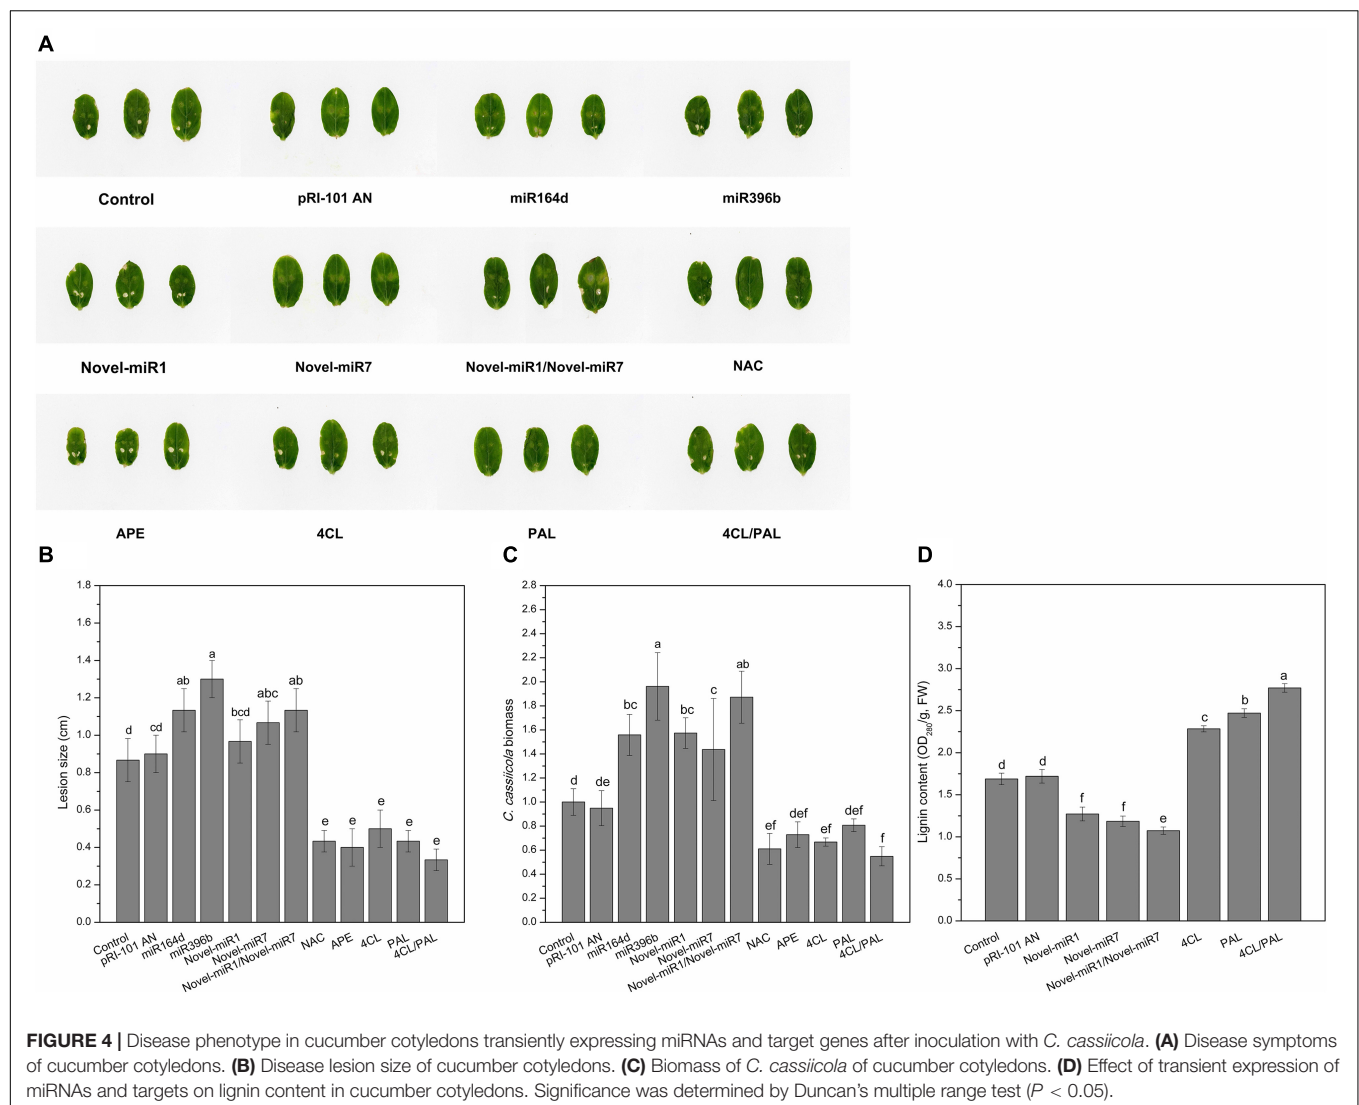 A
Control
pRI-101 AN
miR164d
miR396b
Novel-miR1
Novel-miR7
Novel-miR1/Novel-miR7
NAC
APE
4CL
PAL
4CL/PAL
B
Lesion size (cm)
1.8
1.6
1.4
1.2
1.0
0.8
0.6
0.4
0.2
0.0
d
cd
ab
a
bcd
abc
ab
e
e
e
e
e
Control
pRI-101 AN
miR164d
miR396b
Novel-miR1
Novel-miR7
Novel-miR1/Novel-miR7
NAC
APE
4CL
PAL
4CL/PAL
C
C. cassiicola biomass
2.8
2.6
2.4
2.2
2.0
1.8
1.6
1.4
1.2
1.0
0.8
0.6
0.4
0.2
0.0
d
de
bc
a
bc
c
ab
ef
def
ef
def
f
Control
pRI-101 AN
miR164d
miR396b
Novel-miR1
Novel-miR7
Novel-miR1/Novel-miR7
NAC
APE
4CL
PAL
4CL/PAL
D
Lignin content (OD280/g, FW)
4.0
3.5
3.0
2.5
2.0
1.5
1.0
0.5
0.0
d
d
f
f
e
c
b
a
Control
pRI-101 AN
Novel-miR1
Novel-miR7
Novel-miR1/Novel-miR7
4CL
PAL
4CL/PAL
FIGURE 4 | Disease phenotype in cucumber cotyledons transiently expressing miRNAs and target genes after inoculation with C. cassiicola. (A) Disease symptoms
of cucumber cotyledons. (B) Disease lesion size of cucumber cotyledons. (C) Biomass of C. cassiicola of cucumber cotyledons. (D) Effect of transient expression of
miRNAs and targets on lignin content in cucumber cotyledons. Significance was determined by Duncan's multiple range test (P < 0.05).